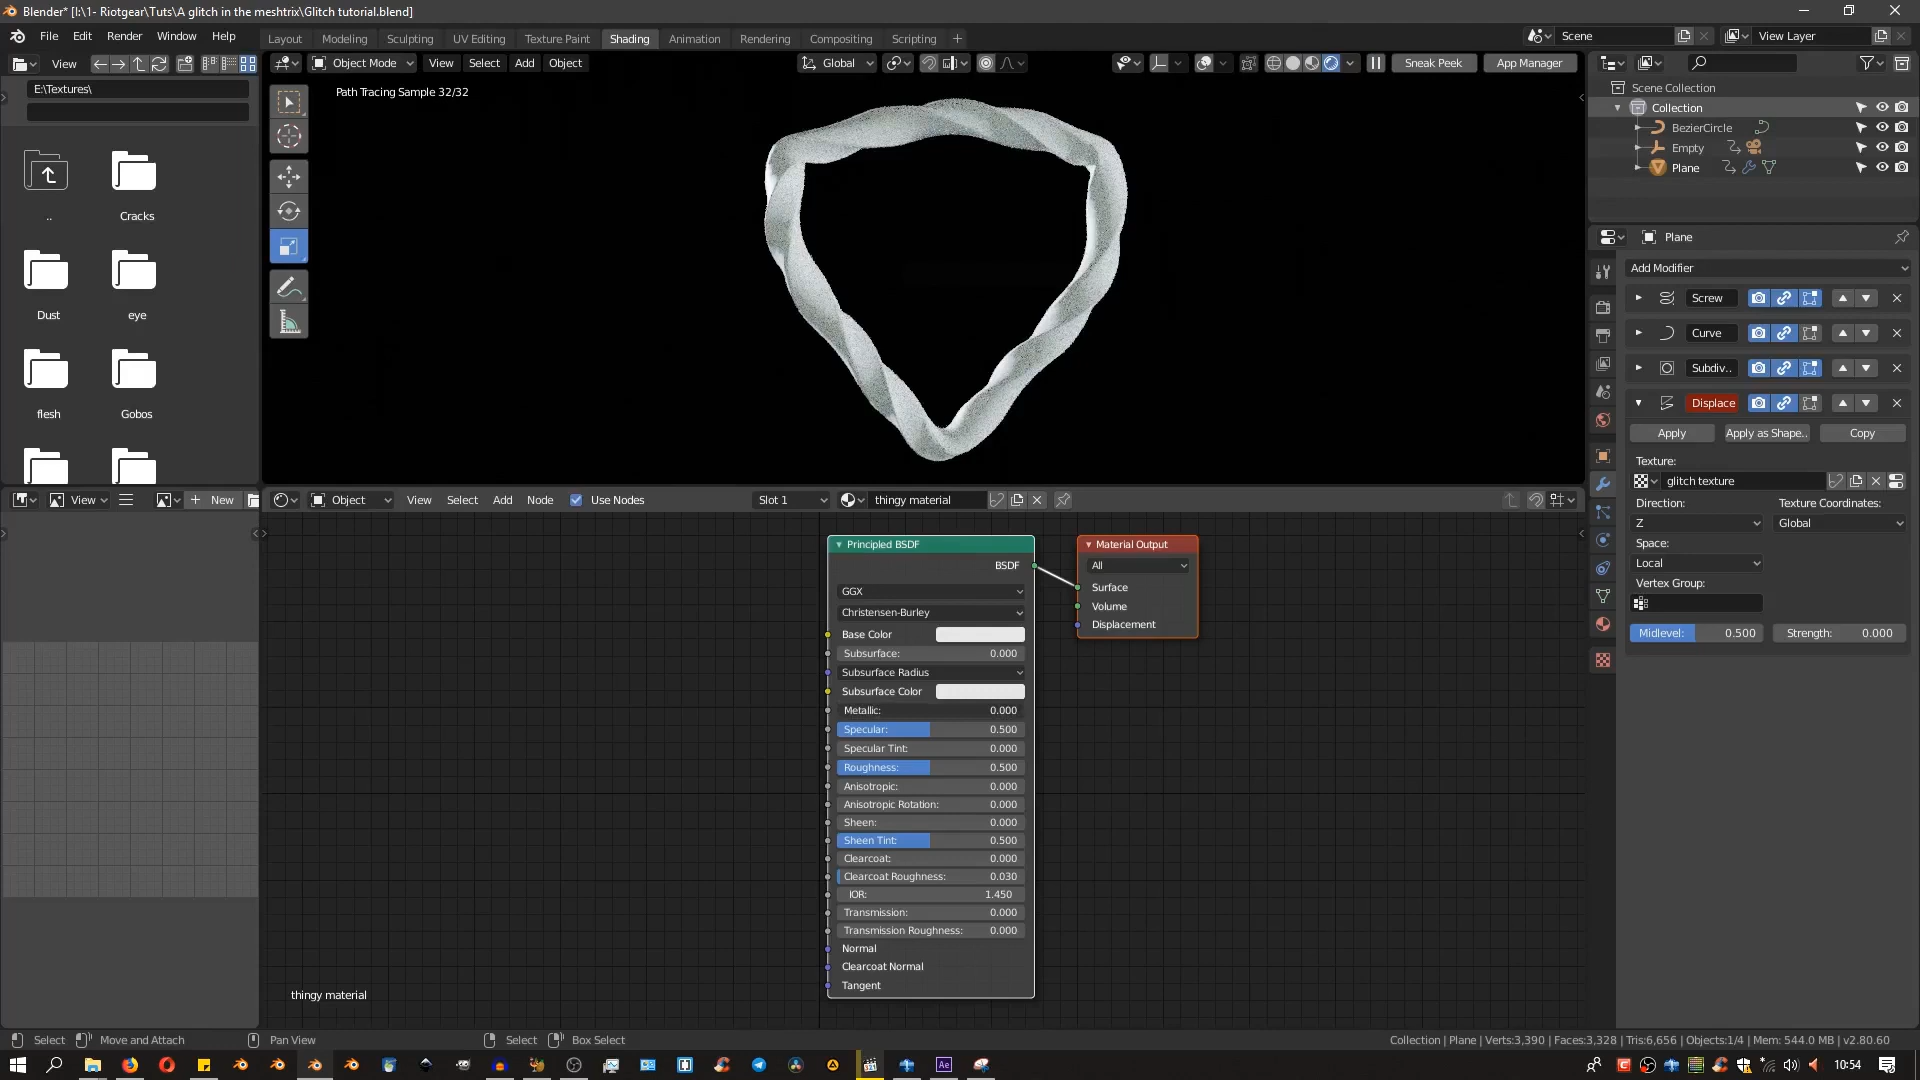 Blender* [I:\1- Riotgear\Tuts\A glitch in the meshtrix\Glitch tutorial.blend]
File Edit Render Window Help Layout Modeling Sculpting UV Editing Texture Paint Shading Animation Rendering Compositing Scripting + Scene View Layer
View Object Mode View Select Add Object Global Sneak Peek App Manager
E:\Textures\
Path Tracing Sample 32/32
..
Cracks
Dust
eye
flesh
Gobos
Scene Collection
Collection
BezierCircle
Empty
Plane
Plane
Add Modifier
Screw
Curve
Subdiv..
Displace
Apply Apply as Shape.. Copy
Texture:
glitch texture
Direction: Texture Coordinates:
Z Global
Space:
Local
Vertex Group:
Midlevel: 0.500 Strength: 0.000
View New Object View Select Add Node Use Nodes Slot 1 thingy material
Principled BSDF
BSDF
GGX
Christensen-Burley
Base Color
Subsurface: 0.000
Subsurface Radius
Subsurface Color
Metallic: 0.000
Specular: 0.500
Specular Tint: 0.000
Roughness: 0.500
Anisotropic: 0.000
Anisotropic Rotation: 0.000
Sheen: 0.000
Sheen Tint: 0.500
Clearcoat: 0.000
Clearcoat Roughness: 0.030
IOR: 1.450
Transmission: 0.000
Transmission Roughness: 0.000
Normal
Clearcoat Normal
Tangent
Material Output
All
Surface
Volume
Displacement
thingy material
Select Move and Attach Pan View Select Box Select Collection | Plane | Verts:3,390 | Faces:3,328 | Tris:6,656 | Objects:1/4 | Mem: 544.0 MB | v2.80.60
Ae 10:54